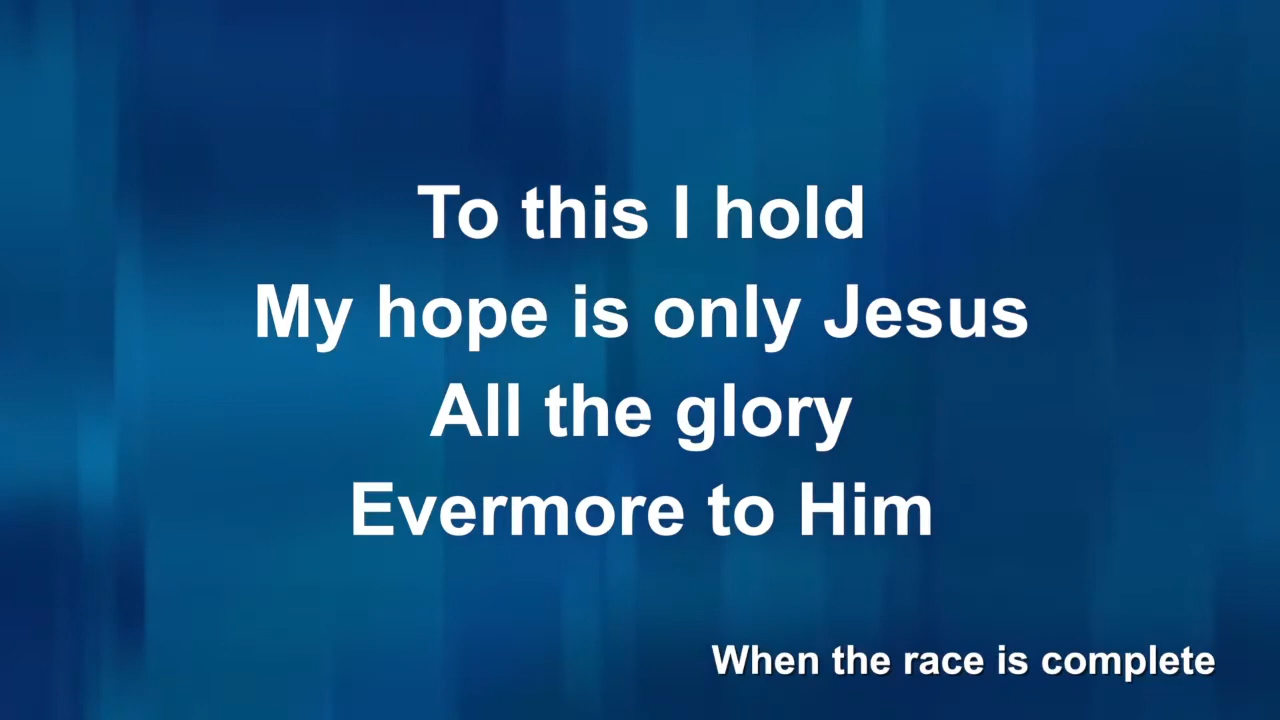 To this I hold
My hope is only Jesus
All the glory
Evermore to Him
When the race is complete